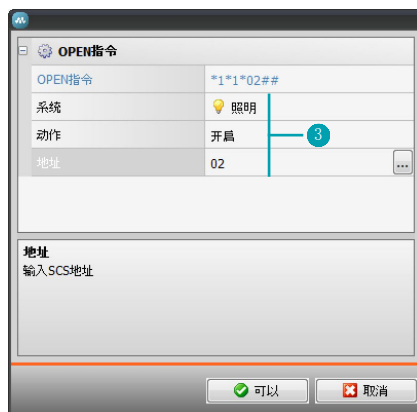 OPEN指令
OPEN指令 *1*1*02##
系统 照明
动作 开启
3
地址 02 ...
地址
输入SCS地址
可以 取消